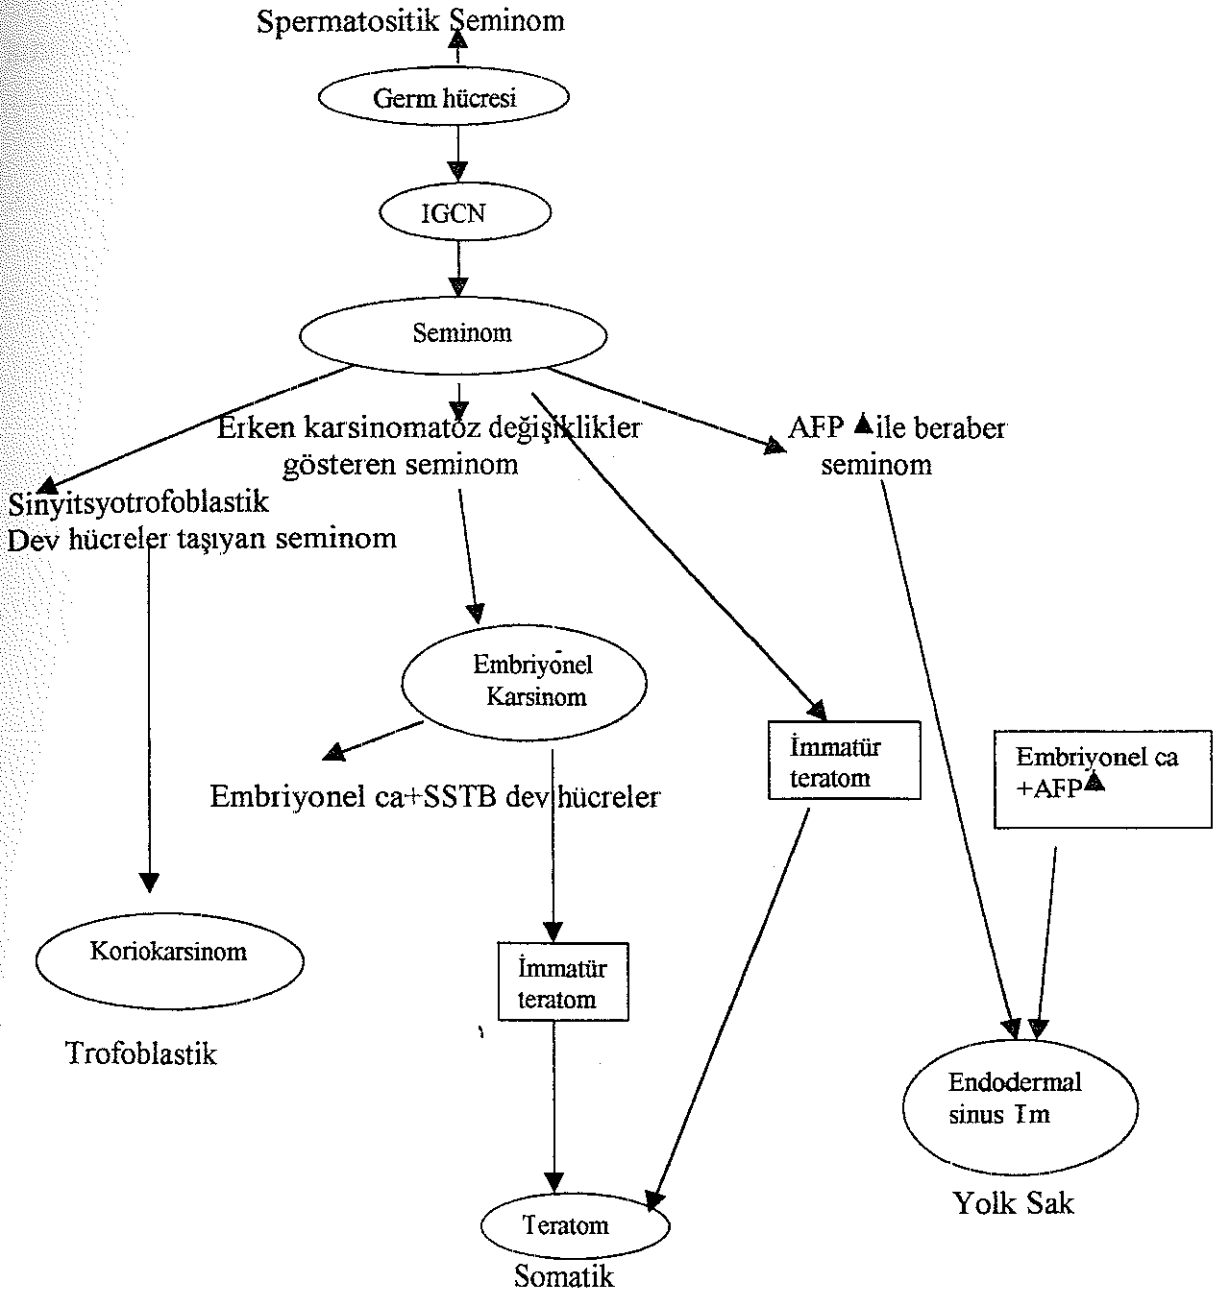 Spermatositik Seminom
Germ hücresi
IGCN
Seminom
Erken karsinomatöz değişiklikler
gösteren seminom
AFP ▲ile beraber
seminom
Sinyitsyotrofoblastik
Dev hücreler taşıyan seminom
Embriyonel
Karsinom
İmmatür
teratom
Embriyonel ca
+AFP▲
Embriyonel ca+SSTB dev hücreler
Koriokarsinom
Trofoblastik
İmmatür
teratom
Endodermal
sinus Tm
Yolk Sak
Teratom
Somatik